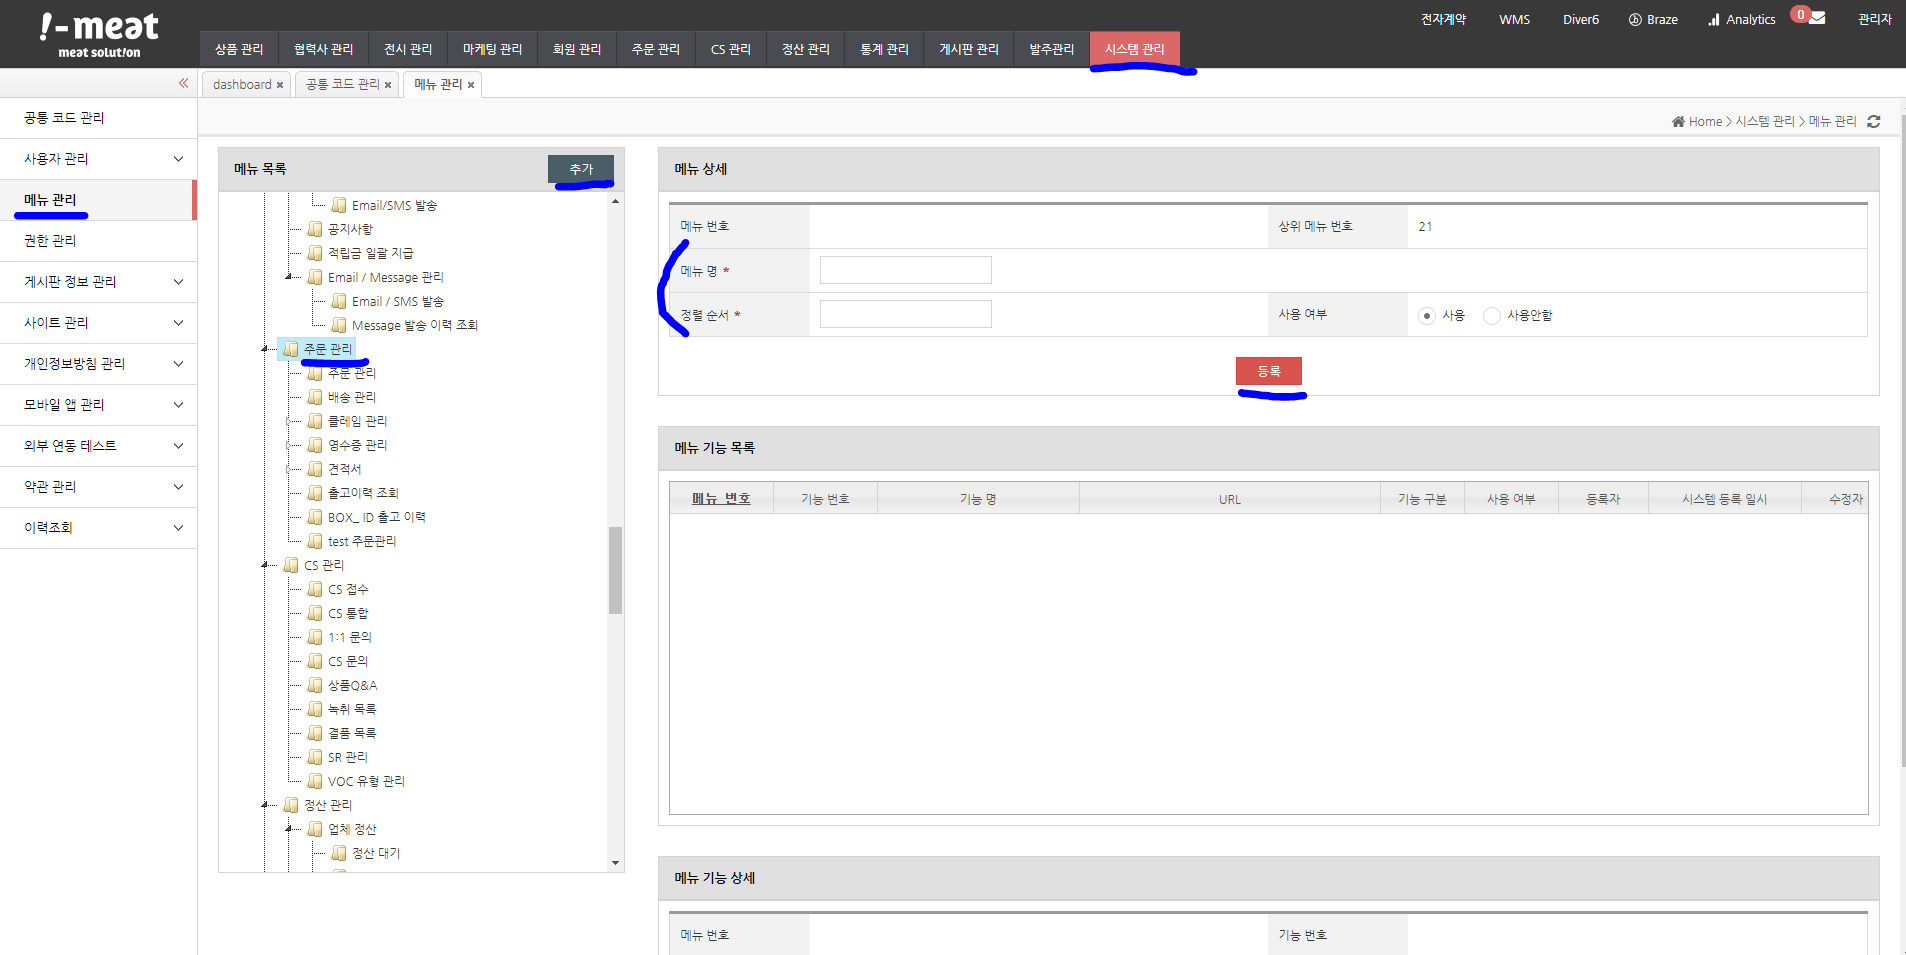 !-meat
meat solut!on
전자계약 WMS Diver6 Braze Analytics 0 관리자
상품 관리 협력사 관리 전시 관리 마케팅 관리 회원 관리 주문 관리 CS 관리 정산 관리 통계 관리 게시판 관리 발주관리 시스템 관리
dashboard 공통 코드 관리 메뉴 관리
Home > 시스템 관리 > 메뉴 관리
공통 코드 관리
사용자 관리
메뉴 관리
권한 관리
게시판 정보 관리
사이트 관리
개인정보방침 관리
모바일 앱 관리
외부 연동 테스트
약관 관리
이력조회
메뉴 목록 추가
Email/SMS 발송
공지사항
적립금 일괄 지급
Email / Message 관리
Email / SMS 발송
Message 발송 이력 조회
주문 관리
주문 관리
배송 관리
클레임 관리
영수증 관리
견적서
출고이력 조회
BOX_ ID 출고 이력
test 주문관리
CS 관리
CS 접수
CS 통합
1:1 문의
CS 문의
상품Q&A
녹취 목록
결품 목록
SR 관리
VOC 유형 관리
정산 관리
업체 정산
정산 대기
메뉴 상세
메뉴 번호 상위 메뉴 번호 21
메뉴 명 *
정렬 순서 * 사용 여부 사용 사용안함
등록
메뉴 기능 목록
메뉴 번호 기능 번호 기능 명 URL 기능 구분 사용 여부 등록자 시스템 등록 일시 수정자
메뉴 기능 상세
메뉴 번호 기능 번호